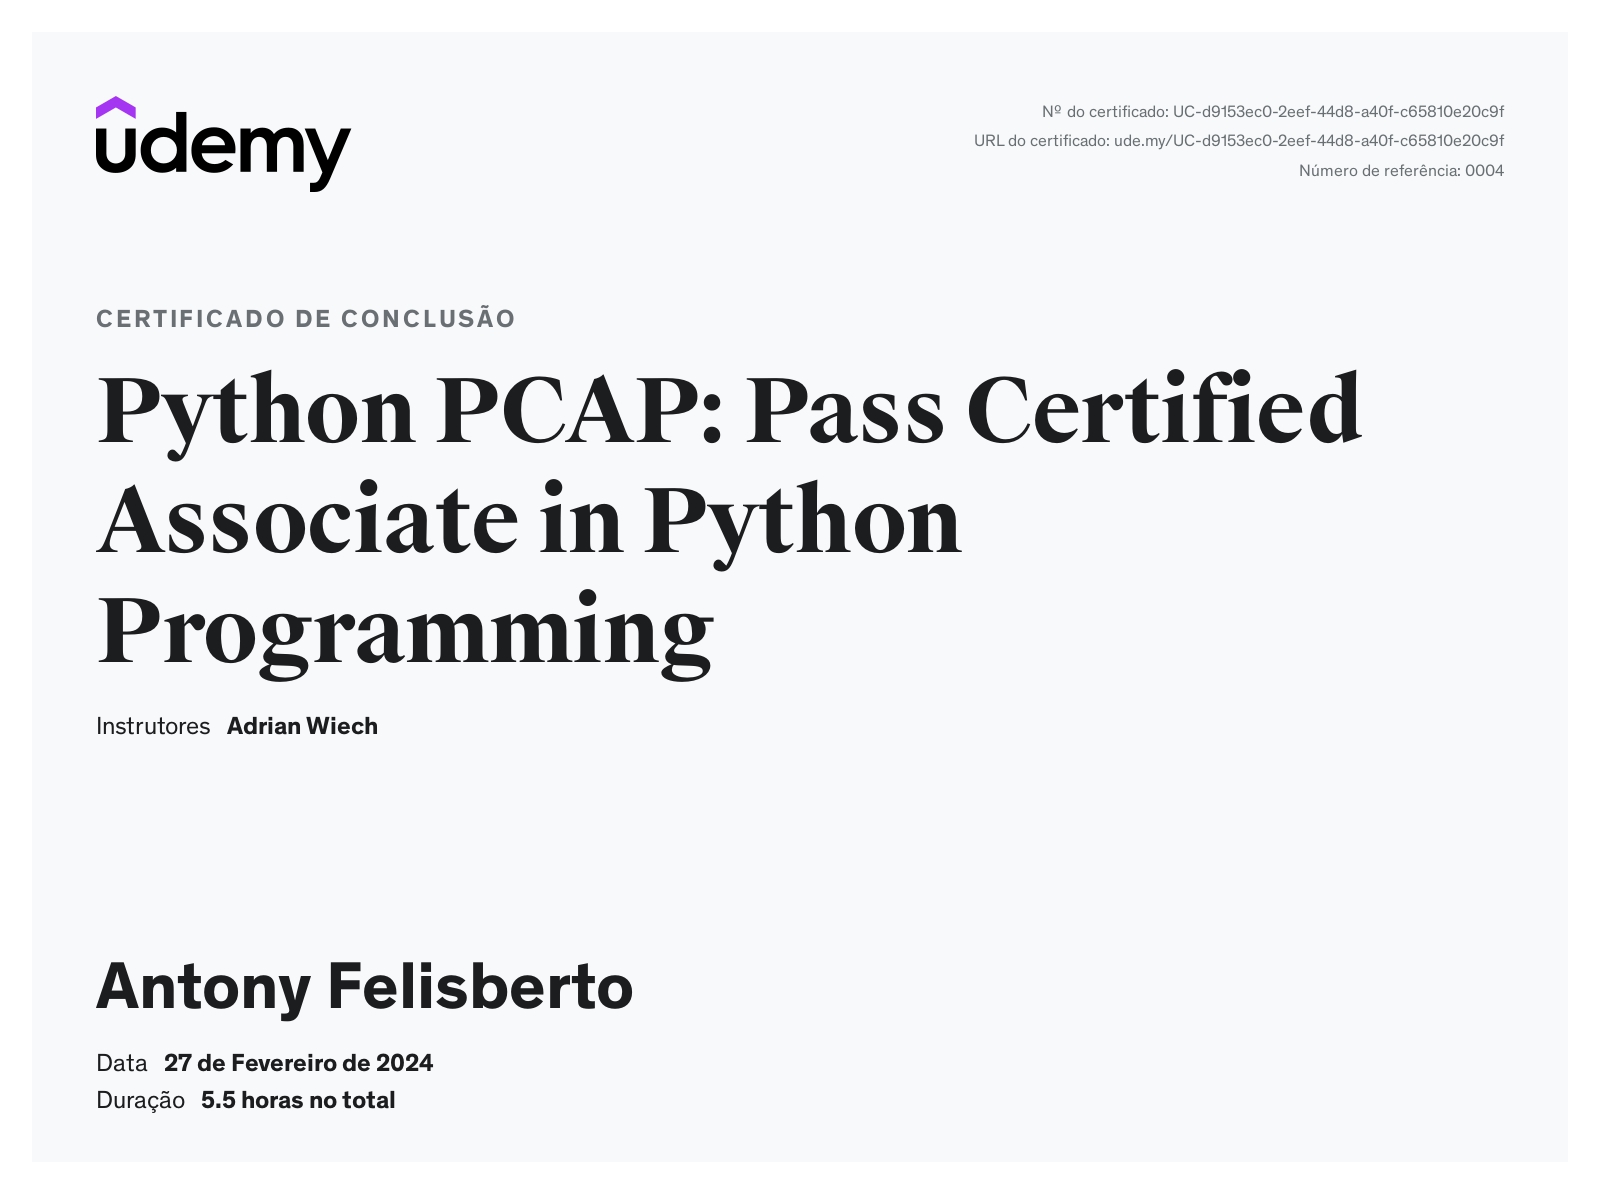 udemy
Nº do certificado: UC-d9153ec0-2eef-44d8-a40f-c65810e20c9f
URL do certificado: ude.my/UC-d9153ec0-2eef-44d8-a40f-c65810e20c9f
Número de referência: 0004
CERTIFICADO DE CONCLUSÃO
Python PCAP: Pass Certified
Associate in Python
Programming
Instrutores Adrian Wiech
Antony Felisberto
Data 27 de Fevereiro de 2024
Duração 5.5 horas no total